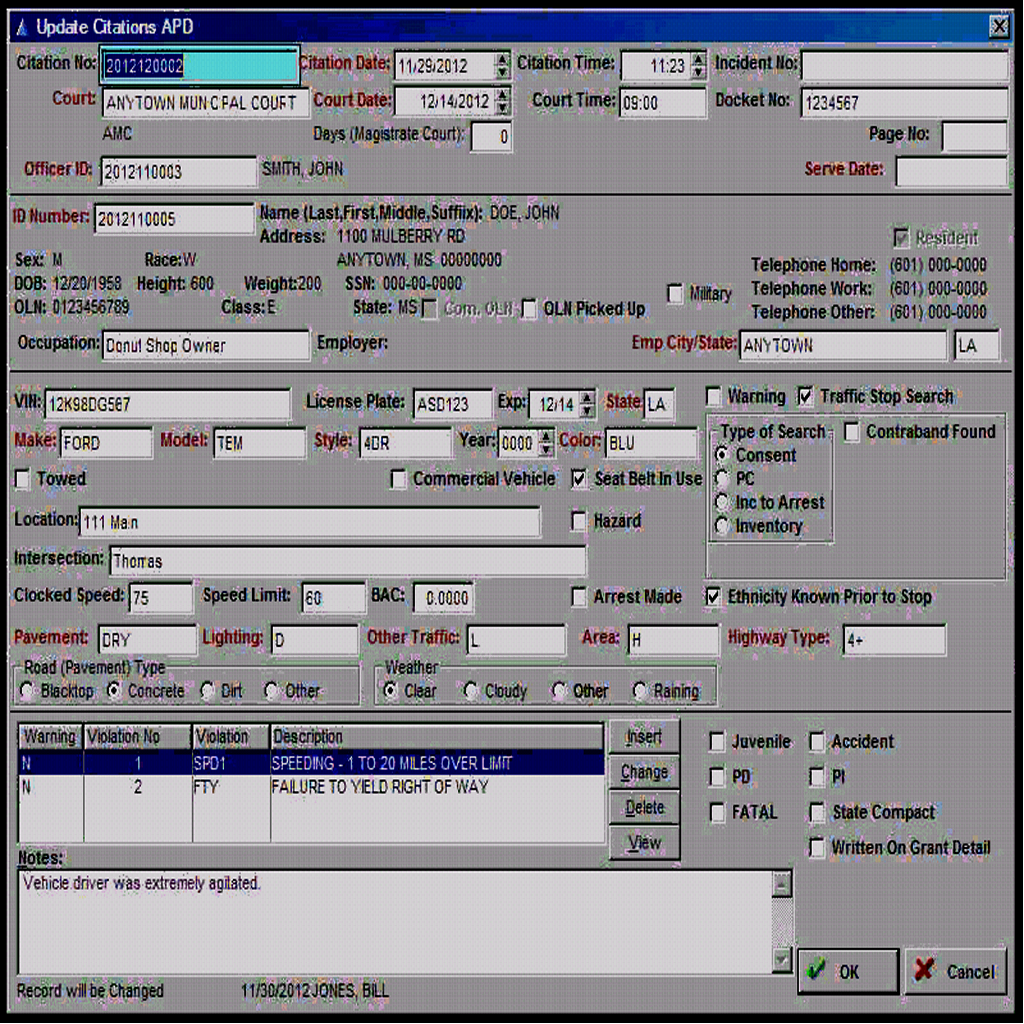 Update Citations APD
Citation No: 2012120002 Citation Date: 11/29/2012 Citation Time: 11:23 Incident No:
Court: ANYTOWN MUNICIPAL COURT Court Date: 12/14/2012 Court Time: 09:00 Docket No: 1234567
AMC Days (Magistrate Court): 0 Page No:
Officer ID: 2012110003 SMITH, JOHN Serve Date:
ID Number: 2012110005 Name (Last,First,Middle,Suffiix): DOE, JOHN
Address: 1100 MULBERRY RD Resident
Sex: M Race:W ANYTOWN, MS 00000000 Telephone Home: (601) 000-0000
DOB: 12/20/1958 Height: 600 Weight:200 SSN: 000-00-0000 Military Telephone Work: (601) 000-0000
OLN: 0123456789 Class:E State: MS Com. OLN OLN Picked Up Telephone Other: (601) 000-0000
Occupation: Donut Shop Owner Employer: Emp City/State: ANYTOWN LA
VIN: 12K98DG567 License Plate: ASD123 Exp: 12/14 State: LA Warning Traffic Stop Search
Make: FORD Model: TEM Style: 4DR Year: 0000 Color: BLU Type of Search Contraband Found
Consent
Towed Commercial Vehicle Seat Belt In Use PC
Inc to Arrest
Location: 111 Main Hazard Inventory
Intersection: Thomas
Clocked Speed: 75 Speed Limit: 60 BAC: 0.0000 Arrest Made Ethnicity Known Prior to Stop
Pavement: DRY Lighting: D Other Traffic: L Area: H Highway Type: 4+
Road (Pavement) Type Weather
Blacktop Concrete Dirt Other Clear Cloudy Other Raining
Warning Violation No Violation Description Insert Juvenile Accident
N 1 SPD1 SPEEDING - 1 TO 20 MILES OVER LIMIT Change PD PI
N 2 FTY FAILURE TO YIELD RIGHT OF WAY Delete FATAL State Compact
View Written On Grant Detail
Notes:
Vehicle driver was extremely agitated.
OK Cancel
Record will be Changed 11/30/2012 JONES, BILL